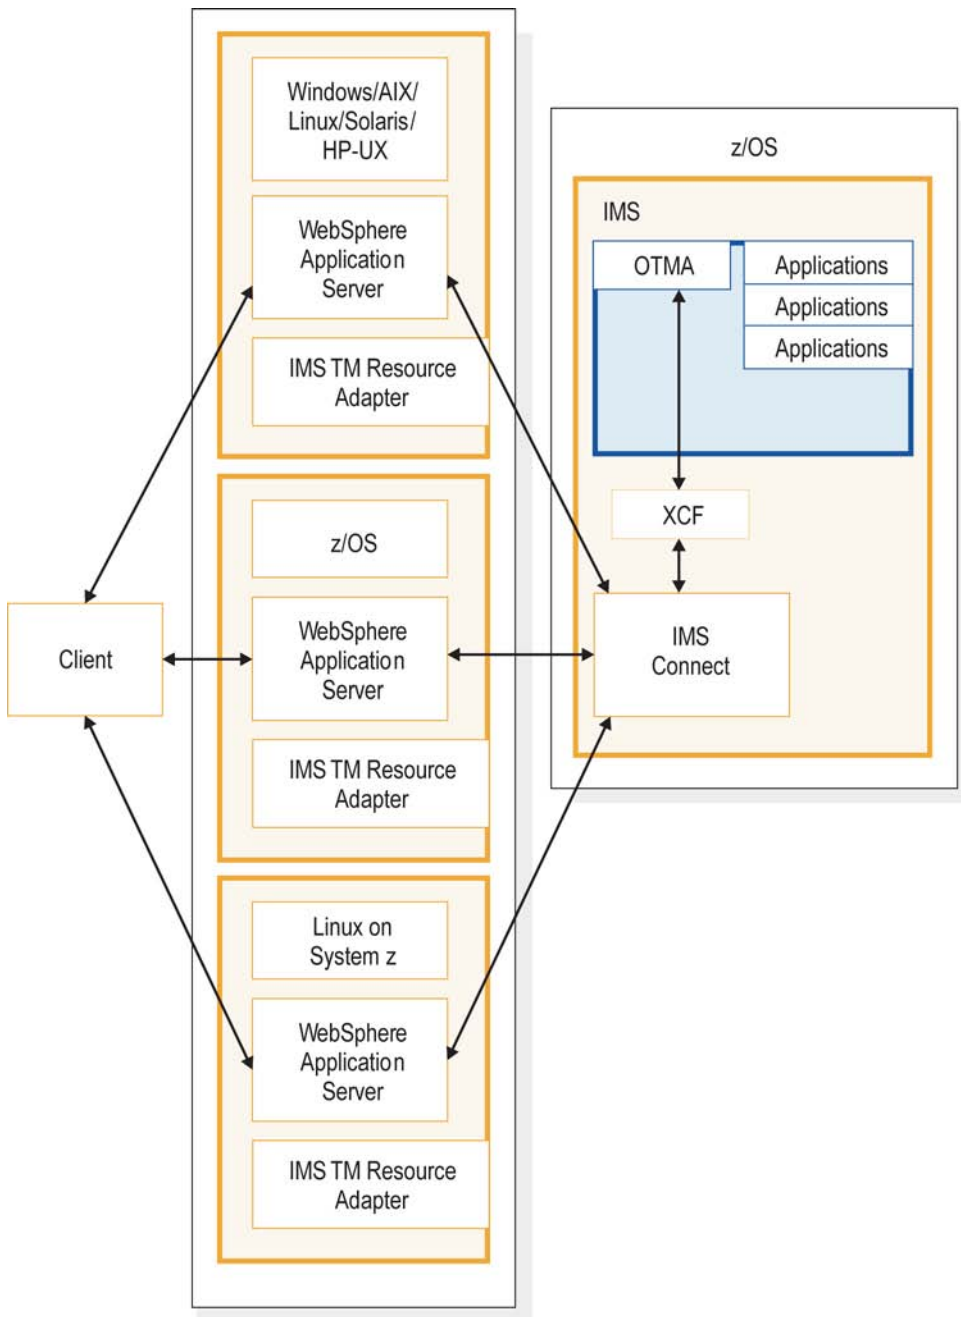 Windows/AIX/
Linux/Solaris/
HP-UX
WebSphere
Application
Server
IMS TM Resource
Adapter
z/OS
WebSphere
Application
Server
IMS TM Resource
Adapter
Linux on
System z
WebSphere
Application
Server
IMS TM Resource
Adapter
Client
z/OS
IMS
OTMA
Applications
Applications
Applications
XCF
IMS
Connect